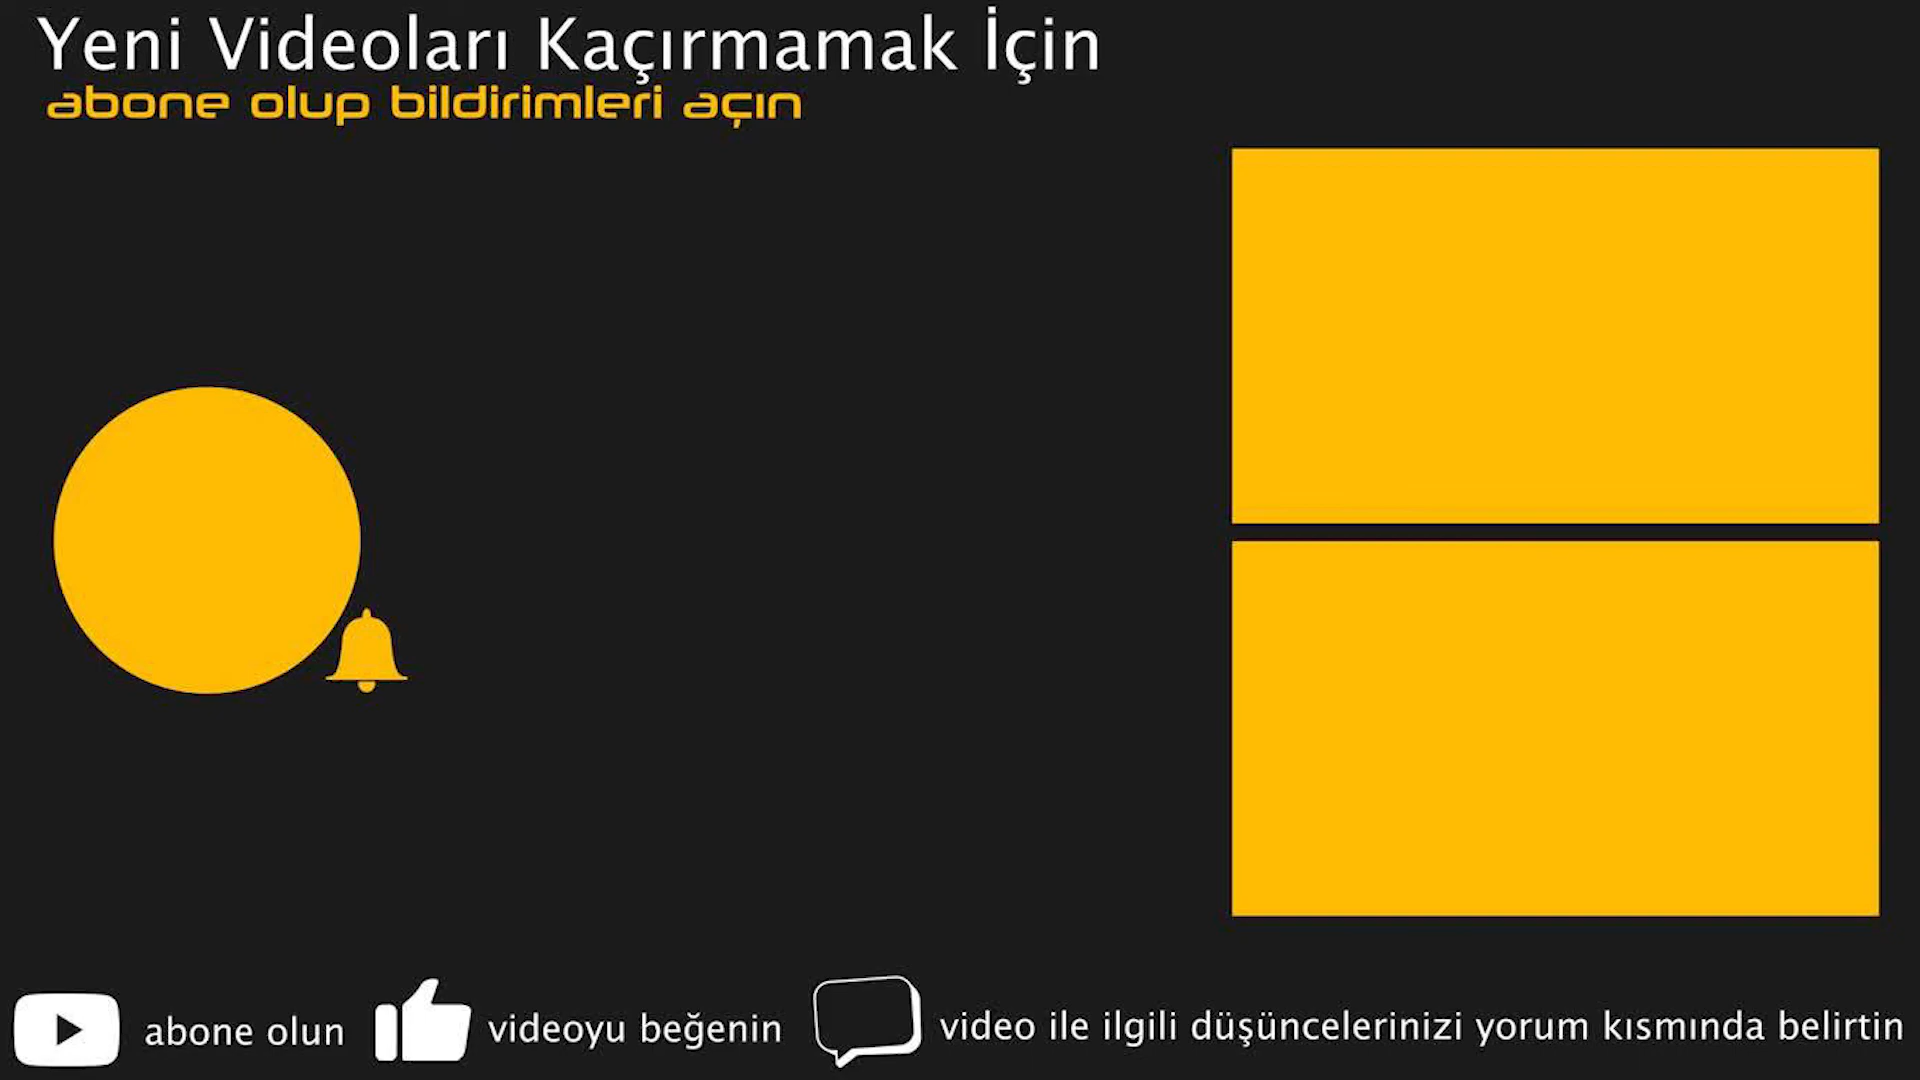 Yeni Videoları Kaçırmamak İçin
abone olup bildirimleri açın
abone olun
videoyu beğenin
video ile ilgili düşüncelerinizi yorum kısmında belirtin